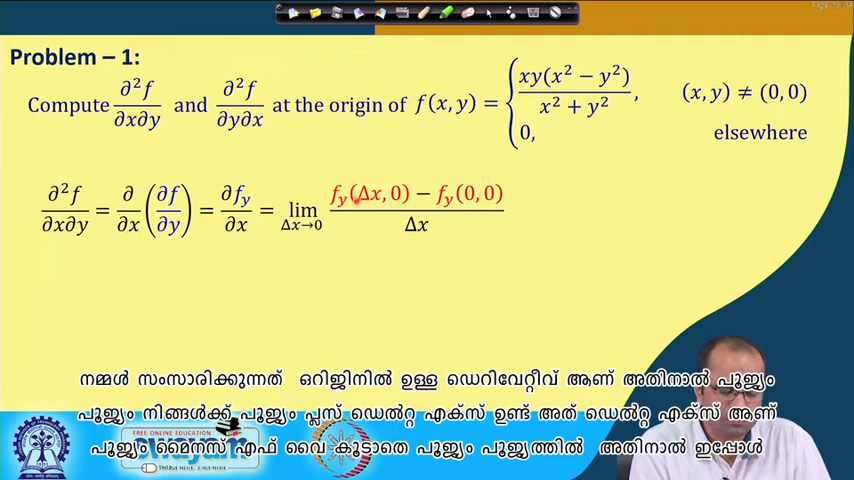 Problem – 1:
Compute ∂²f/∂x∂y and ∂²f/∂y∂x at the origin of f(x, y) = { xy(x² − y²)/(x² + y²), (x, y) ≠ (0, 0)
0, elsewhere
∂²f/∂x∂y = ∂/∂x (∂f/∂y) = ∂f_y/∂x = lim Δx→0 (f_y(Δx, 0) − f_y(0, 0))/Δx
നമ്മൾ സംസാരിക്കുന്നത് ഒറിജിനിൽ ഉള്ള ഡെറിവേറ്റീവ് ആണ് അതിനാൽ പൂജ്യം
പൂജ്യം നിങ്ങൾക്ക് പൂജ്യം പ്ലസ് ഡെൽറ്റ എക്സ് ഉണ്ട് അത് ഡെൽറ്റ എക്സ് ആണ്
പൂജ്യം മൈനസ് എഫ് വൈ കൂടാതെ പൂജ്യം പൂജ്യത്തിൽ അതിനാൽ ഇപ്പോൾ
FREE ONLINE EDUCATION
swayam